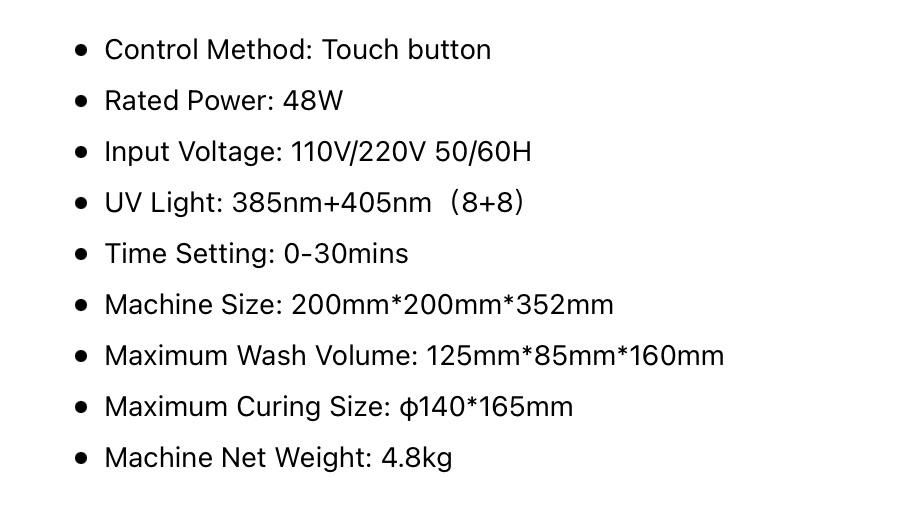 • Control Method: Touch button
• Rated Power: 48W
• Input Voltage: 110V/220V 50/60H
• UV Light: 385nm+405nm（8+8）
• Time Setting: 0-30mins
• Machine Size: 200mm*200mm*352mm
• Maximum Wash Volume: 125mm*85mm*160mm
• Maximum Curing Size: φ140*165mm
• Machine Net Weight: 4.8kg